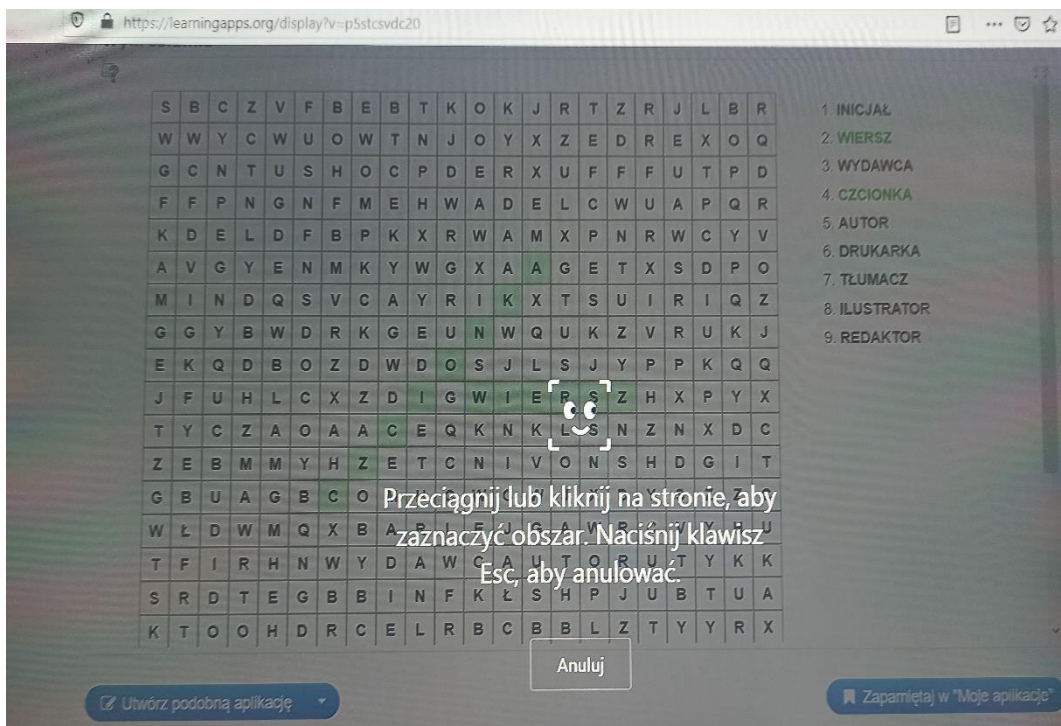 https://learningapps.org/display?v=p5stcsvdc20
S B C Z V F B E B T K O K J R T Z R J L B R
W W Y C W U O W T N J O Y X Z E D R E X O Q
G C N T U S H O C P D E R X U F F F U T P D
F F P N G N F M E H W A D E L C W U A P Q R
K D E L D F B P K X R W A M X P N R W C Y V
A V G Y E N M K Y W G X A A G E T X S D P O
M I N D Q S V C A Y R I K X T S U I R I Q Z
G G Y B W D R K G E U N W Q U K Z V R U K J
E K Q D B O Z D W D O S J L S J Y P P K Q Q
J F U H L C X Z D I G W I E R S Z H X P Y X
T Y C Z A O A A C E Q K N K L S N Z N X D C
Z E B M M Y H Z E T C N I V O N S H D G I T
G B U A G B C O
W Ł D W M Q X B A
T F I R H N W Y D A W C A U T O R U T Y K K
S R D T E G B B I N F K Ł S H P J U B T U A
K T O O H D R C E L R B C B B L Z T Y Y R X
1. INICJAŁ
2. WIERSZ
3. WYDAWCA
4. CZCIONKA
5. AUTOR
6. DRUKARKA
7. TŁUMACZ
8. ILUSTRATOR
9. REDAKTOR
Przeciągnij lub kliknij na stronie, aby
zaznaczyć obszar. Naciśnij klawisz
Esc, aby anulować.
Anuluj
Utwórz podobną aplikację
Zapamiętaj w "Moje aplikacje"